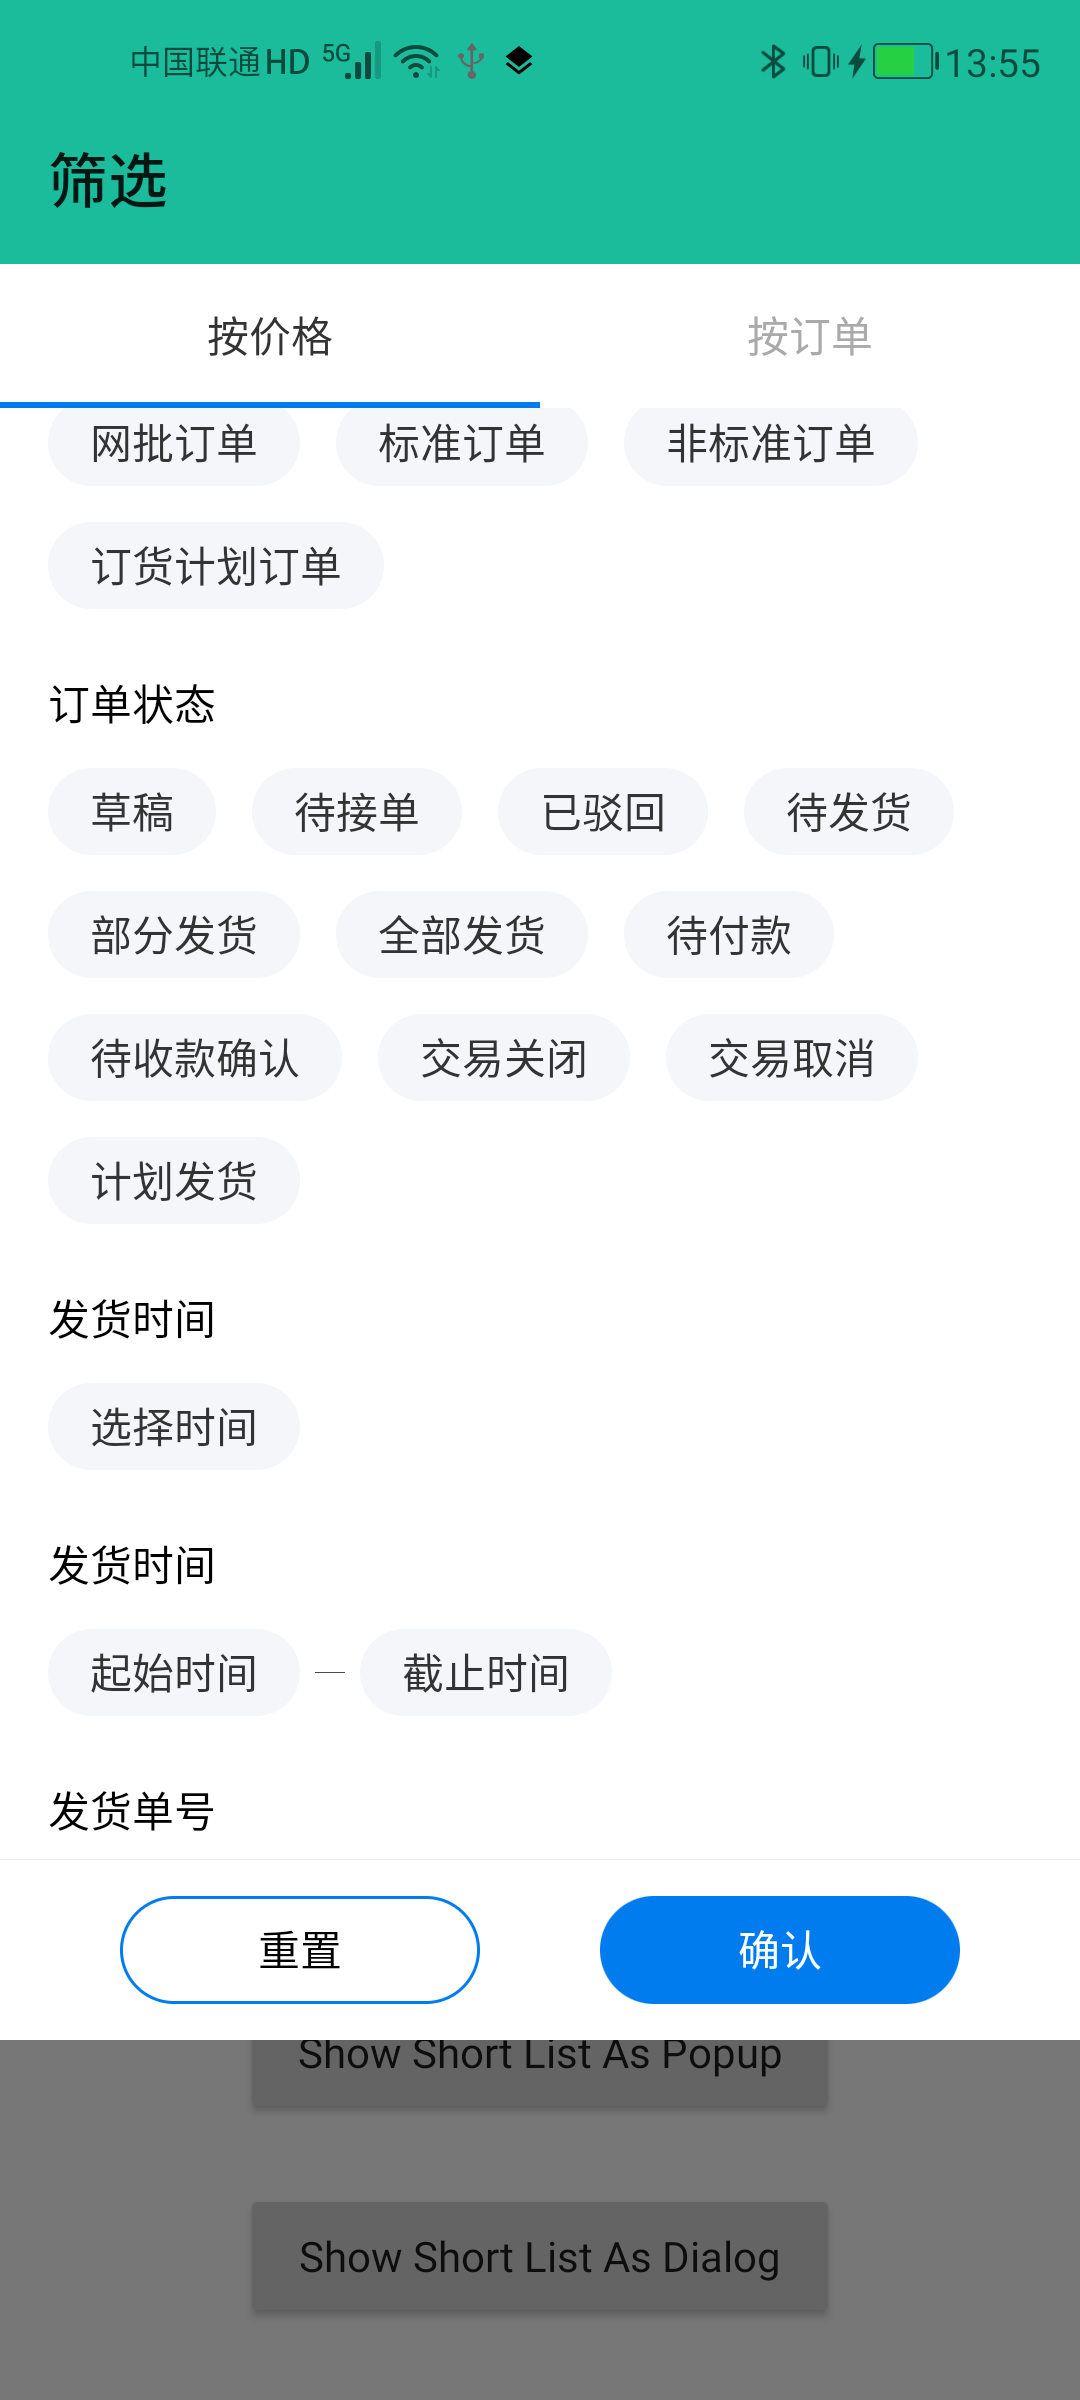 中国联通HD 5G 13:55
筛选
按价格 按订单
网批订单 标准订单 非标准订单
订货计划订单
订单状态
草稿 待接单 已驳回 待发货
部分发货 全部发货 待付款
待收款确认 交易关闭 交易取消
计划发货
发货时间
选择时间
发货时间
起始时间 — 截止时间
发货单号
重置 确认
Show Short List As Popup
Show Short List As Dialog